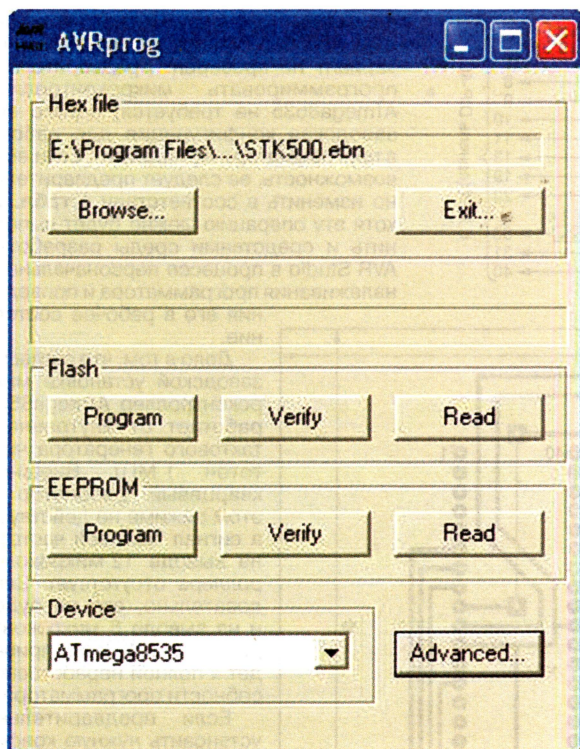 AVRprog
Hex file
E:\Program Files\...\STK500.ebn
Browse... Exit...
Flash
Program Verify Read
EEPROM
Program Verify Read
Device
ATmega8535 Advanced...